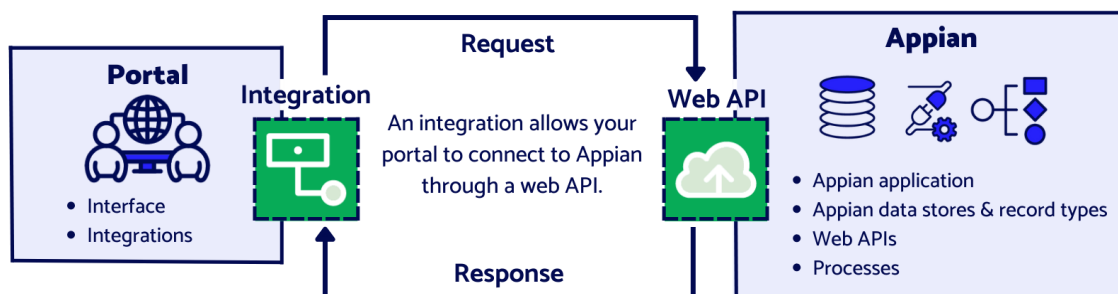 Portal
Interface
Integrations
Integration
Request
An integration allows your
portal to connect to Appian
through a web API.
Response
Web API
Appian
Appian application
Appian data stores & record types
Web APIs
Processes